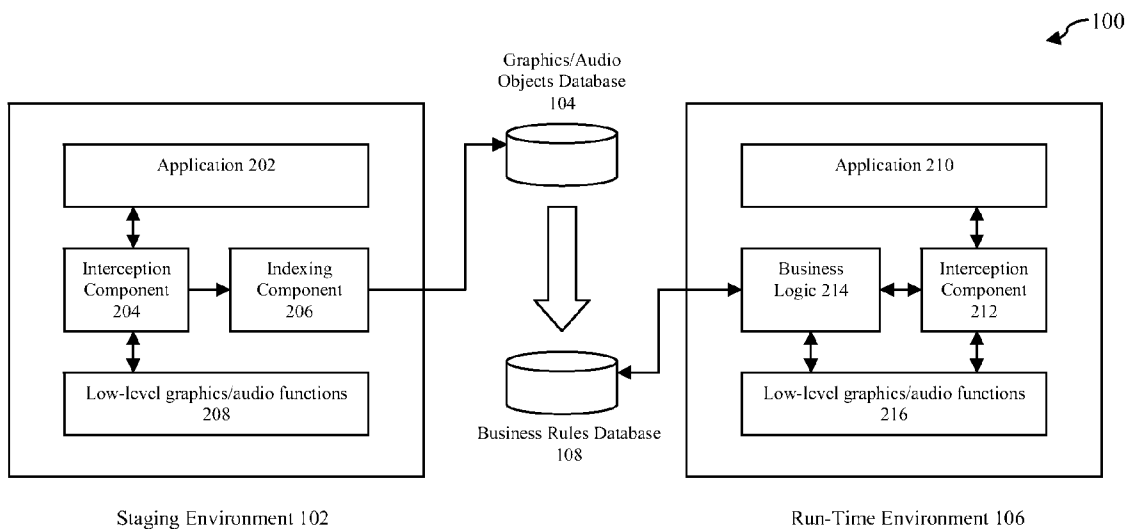 100
Graphics/Audio
Objects Database
104
Application 202
Interception
Component
204
Indexing
Component
206
Low-level graphics/audio functions
208
Staging Environment 102
Business Rules Database
108
Application 210
Business
Logic 214
Interception
Component
212
Low-level graphics/audio functions
216
Run-Time Environment 106